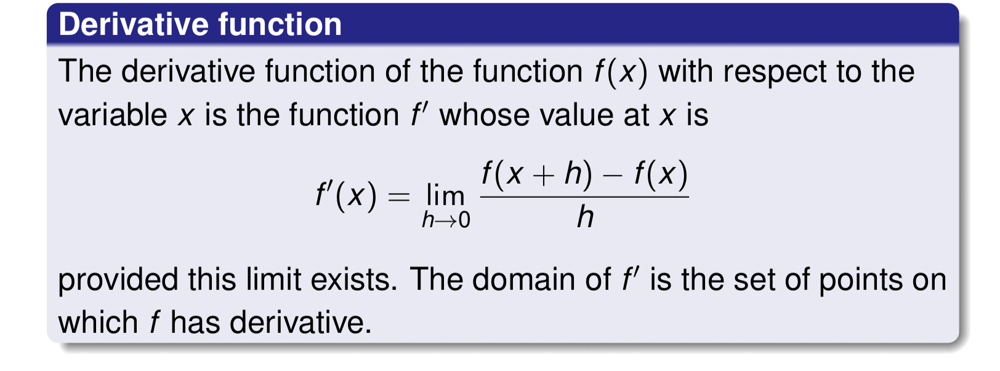 Derivative function
The derivative function of the function f(x) with respect to the
variable x is the function f′ whose value at x is
f′(x) = lim_{h→0} \frac{f(x + h) − f(x)}{h}
provided this limit exists. The domain of f′ is the set of points on
which f has derivative.